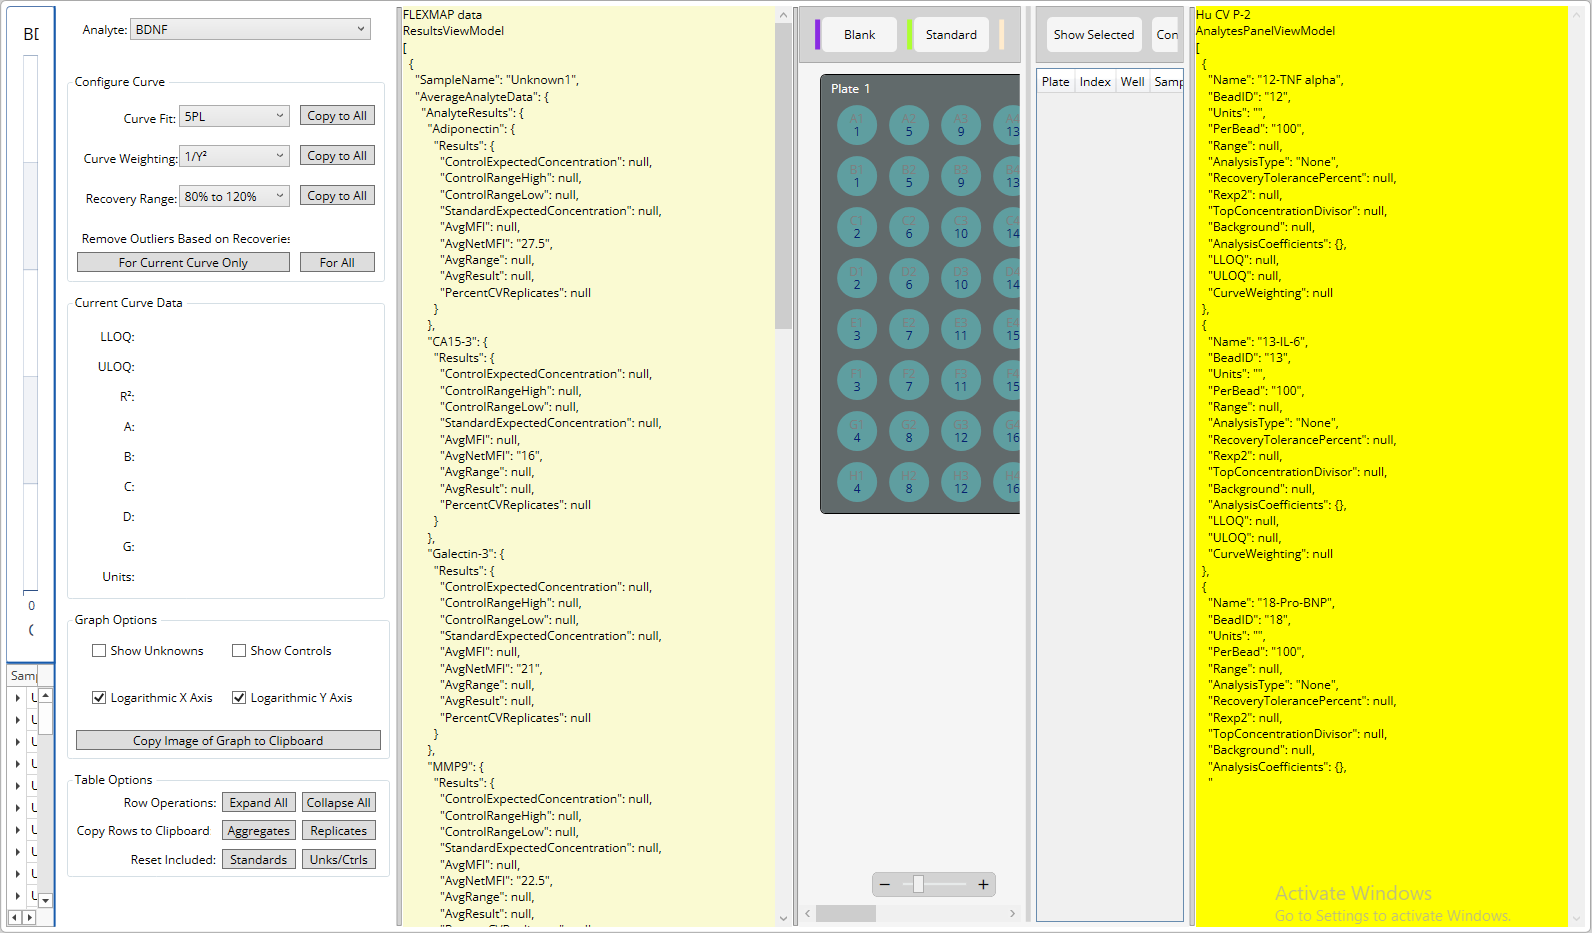 BD
0
Analyte:
BDNF
Configure Curve
Curve Fit:
5PL
Copy to All
Curve Weighting:
1/Y²
Copy to All
Recovery Range:
80% to 120%
Copy to All
Remove Outliers Based on Recoveries
For Current Curve Only
For All
Current Curve Data
LLOQ:
ULOQ:
R²:
A:
B:
C:
D:
G:
Units:
Graph Options
Show Unknowns
Show Controls
Logarithmic X Axis
Logarithmic Y Axis
Copy Image of Graph to Clipboard
Table Options
Row Operations:
Expand All
Collapse All
Copy Rows to Clipboard
Aggregates
Replicates
Reset Included:
Standards
Unks/Ctrls
FLEXMAP data
ResultsViewModel
[
{
"SampleName": "Unknown1",
"AverageAnalyteData": {
"AnalyteResults": {
"Adiponectin": {
"Results": {
"ControlExpectedConcentration": null,
"ControlRangeHigh": null,
"ControlRangeLow": null,
"StandardExpectedConcentration": null,
"AvgMFI": null,
"AvgNetMFI": "27.5",
"AvgRange": null,
"AvgResult": null,
"PercentCVReplicates": null
}
},
"CA15-3": {
"Results": {
"ControlExpectedConcentration": null,
"ControlRangeHigh": null,
"ControlRangeLow": null,
"StandardExpectedConcentration": null,
"AvgMFI": null,
"AvgNetMFI": "16",
"AvgRange": null,
"AvgResult": null,
"PercentCVReplicates": null
}
},
"Galectin-3": {
"Results": {
"ControlExpectedConcentration": null,
"ControlRangeHigh": null,
"ControlRangeLow": null,
"StandardExpectedConcentration": null,
"AvgMFI": null,
"AvgNetMFI": "21",
"AvgRange": null,
"AvgResult": null,
"PercentCVReplicates": null
}
},
"MMP9": {
"Results": {
"ControlExpectedConcentration": null,
"ControlRangeHigh": null,
"ControlRangeLow": null,
"StandardExpectedConcentration": null,
"AvgMFI": null,
"AvgNetMFI": "22.5",
"AvgRange": null,
"AvgResult": null,
Blank
Standard
Plate 1
A1 A2 A3 A4
1 5 9 13
B1 B2 B3 B4
1 5 9 13
C1 C2 C3 C4
2 6 10 14
D1 D2 D3 D4
2 6 10 14
E1 E2 E3 E4
3 7 11 15
F1 F2 F3 F4
3 7 11 15
G1 G2 G3 G4
4 8 12 16
H1 H2 H3 H4
4 8 12 16
Show Selected
Con
Plate Index Well Samp
Hu CV P-2
AnalytesPanelViewModel
[
{
"Name": "12-TNF alpha",
"BeadID": "12",
"Units": "",
"PerBead": "100",
"Range": null,
"AnalysisType": "None",
"RecoveryTolerancePercent": null,
"Rexp2": null,
"TopConcentrationDivisor": null,
"Background": null,
"AnalysisCoefficients": {},
"LLOQ": null,
"ULOQ": null,
"CurveWeighting": null
},
{
"Name": "13-IL-6",
"BeadID": "13",
"Units": "",
"PerBead": "100",
"Range": null,
"AnalysisType": "None",
"RecoveryTolerancePercent": null,
"Rexp2": null,
"TopConcentrationDivisor": null,
"Background": null,
"AnalysisCoefficients": {},
"LLOQ": null,
"ULOQ": null,
"CurveWeighting": null
},
{
"Name": "18-Pro-BNP",
"BeadID": "18",
"Units": "",
"PerBead": "100",
"Range": null,
"AnalysisType": "None",
"RecoveryTolerancePercent": null,
"Rexp2": null,
"TopConcentrationDivisor": null,
"Background": null,
"AnalysisCoefficients": {},
"
Activate Windows
Go to Settings to activate Windows.